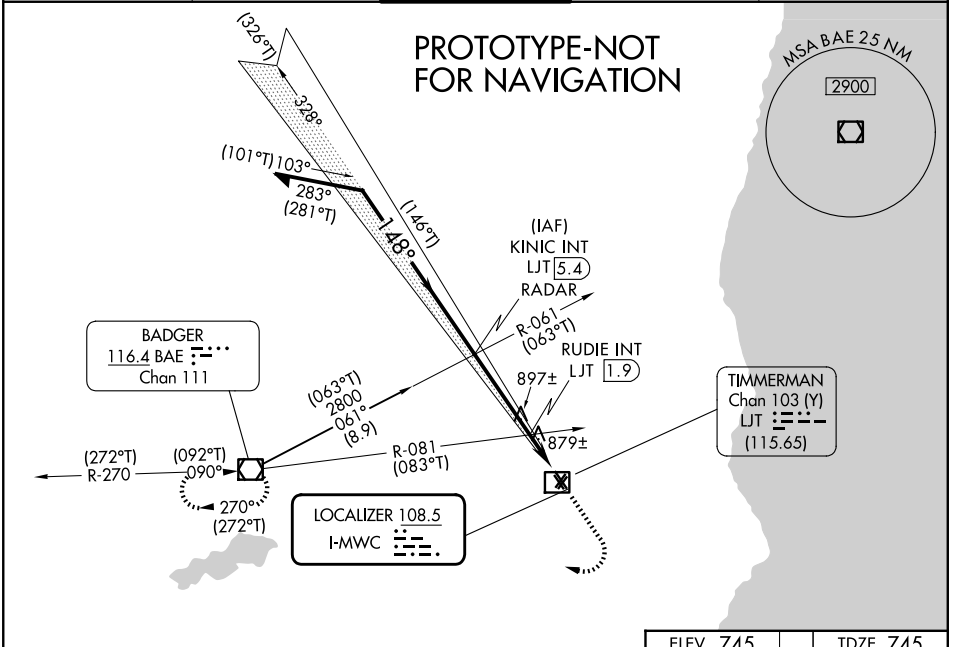 PROTOTYPE-NOT
FOR NAVIGATION
MSA BAE 25 NM
2900
(326°T)
328°
(101°T) 103°
283°
(281°T)
148°
(146°T)
(IAF)
KINIC INT
LJT 5.4
RADAR
R-061
(063°T)
RUDIE INT
LJT 1.9
897±
879±
BADGER
116.4 BAE
Chan 111
(063°T)
2800
061°
(8.9)
R-081
(083°T)
(272°T)
R-270
(092°T)
090°
270°
(272°T)
TIMMERMAN
Chan 103 (Y)
LJT
(115.65)
LOCALIZER 108.5
I-MWC
ELEV 745
TDZE 745